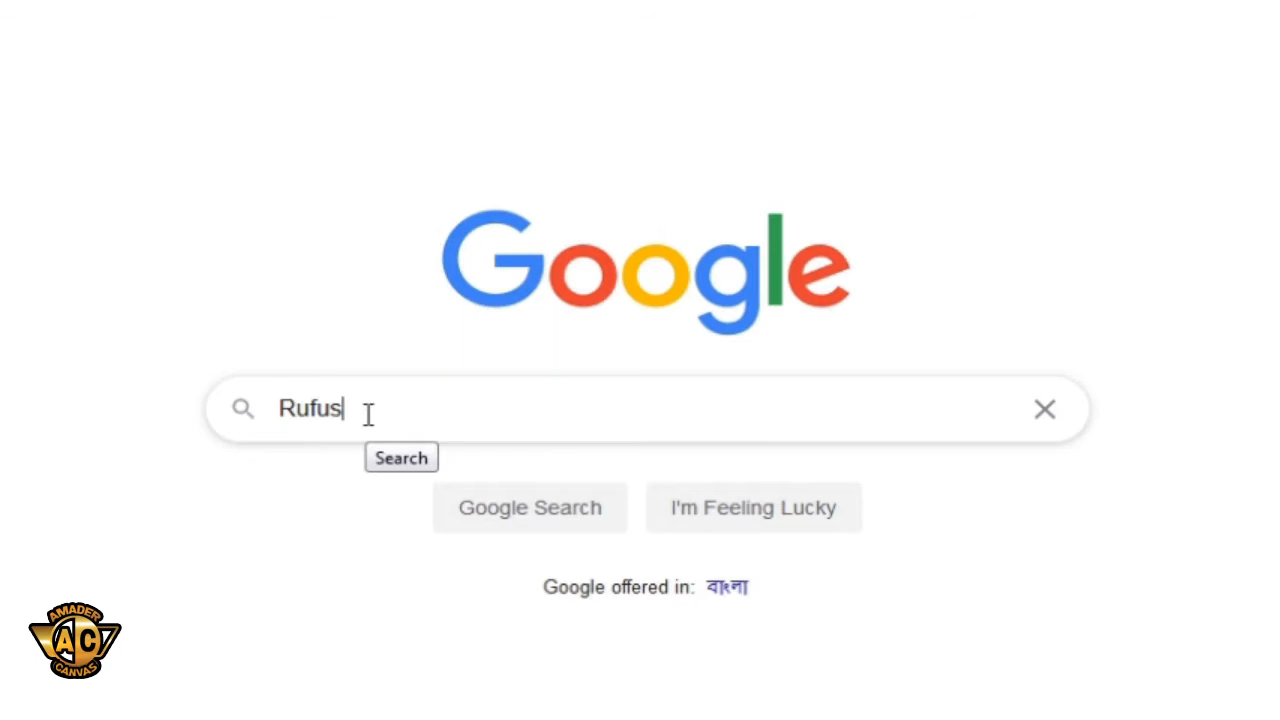 Google
Rufus
Search
Google Search
I'm Feeling Lucky
Google offered in: বাংলা
AMADER
AC
CANVAS